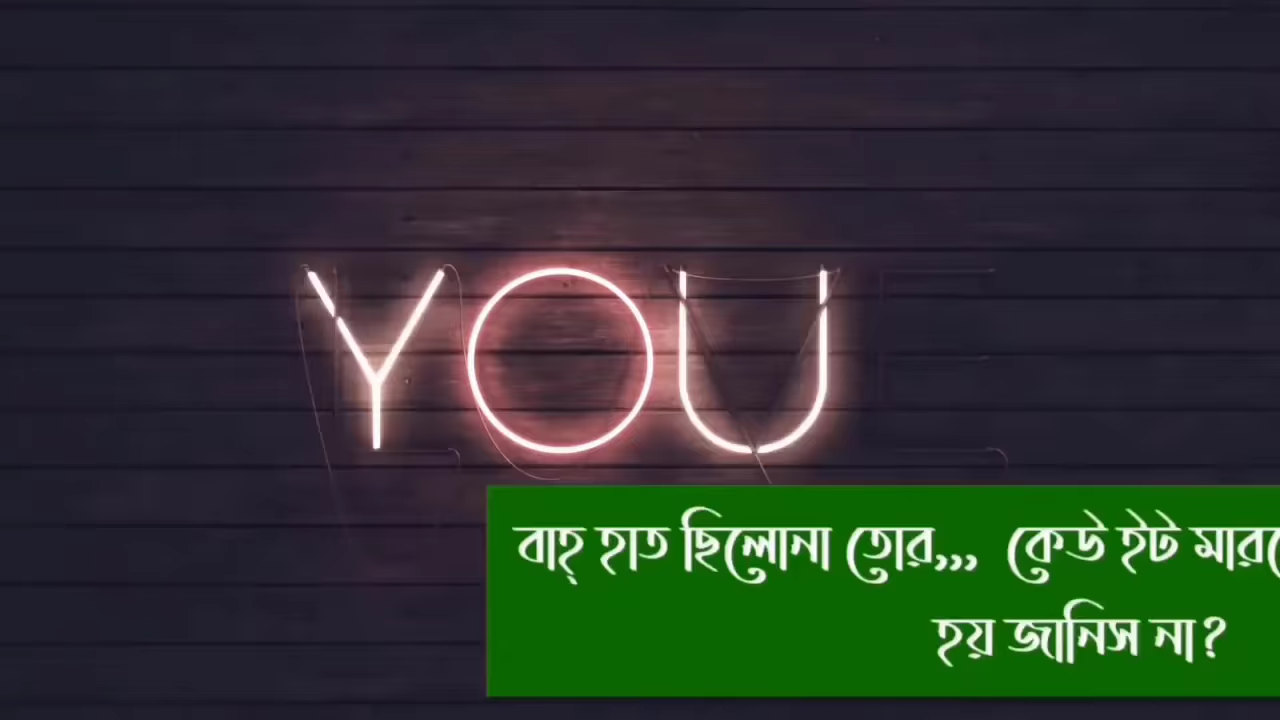 YOU
বাহ্ হাত ছিলোনা তোর,,, কেউ ইট
হয় জানিস না?